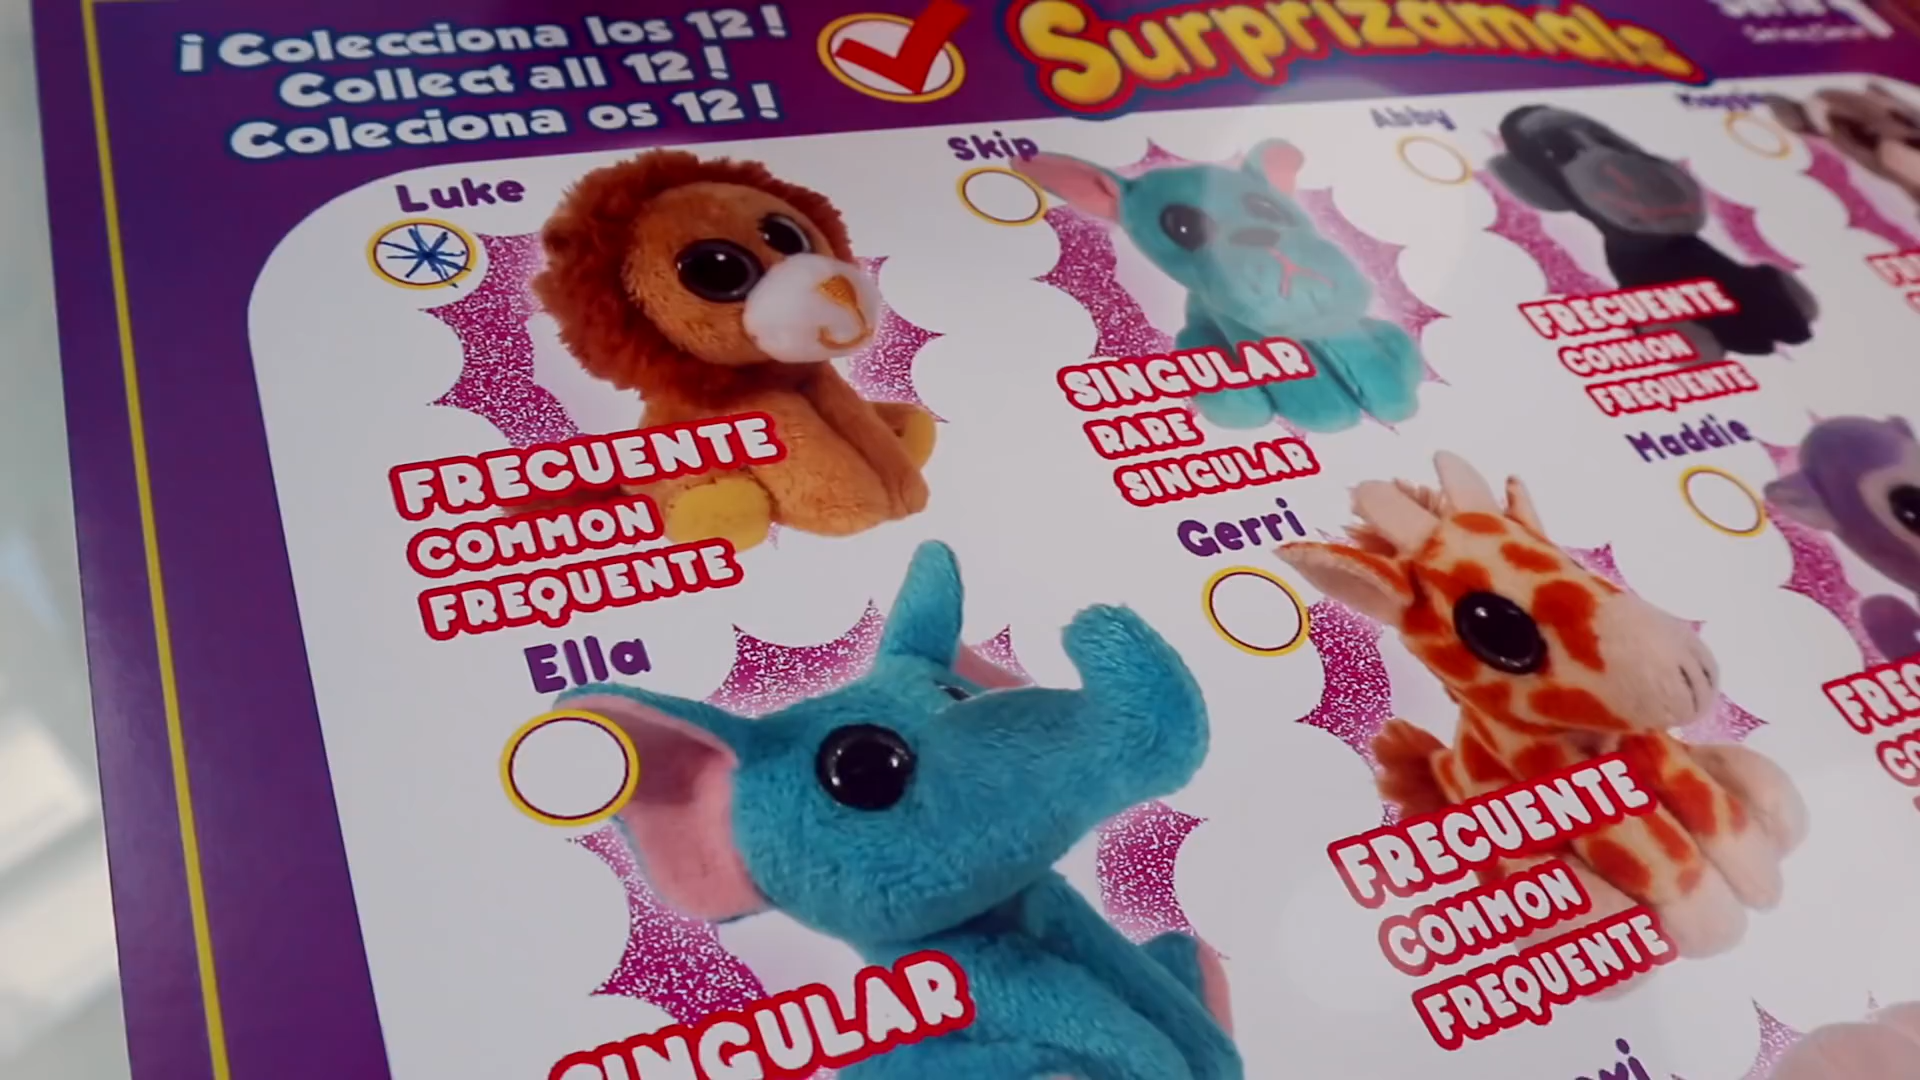 ¡Colecciona los 12!
Collect all 12!
Coleciona os 12!
Surprizamals
Luke
FRECUENTE
COMMON
FREQUENTE
Skip
SINGULAR
RARE
SINGULAR
Abby
FRECUENTE
COMMON
FREQUENTE
Ella
SINGULAR
Gerri
FRECUENTE
COMMON
FREQUENTE
Maddie